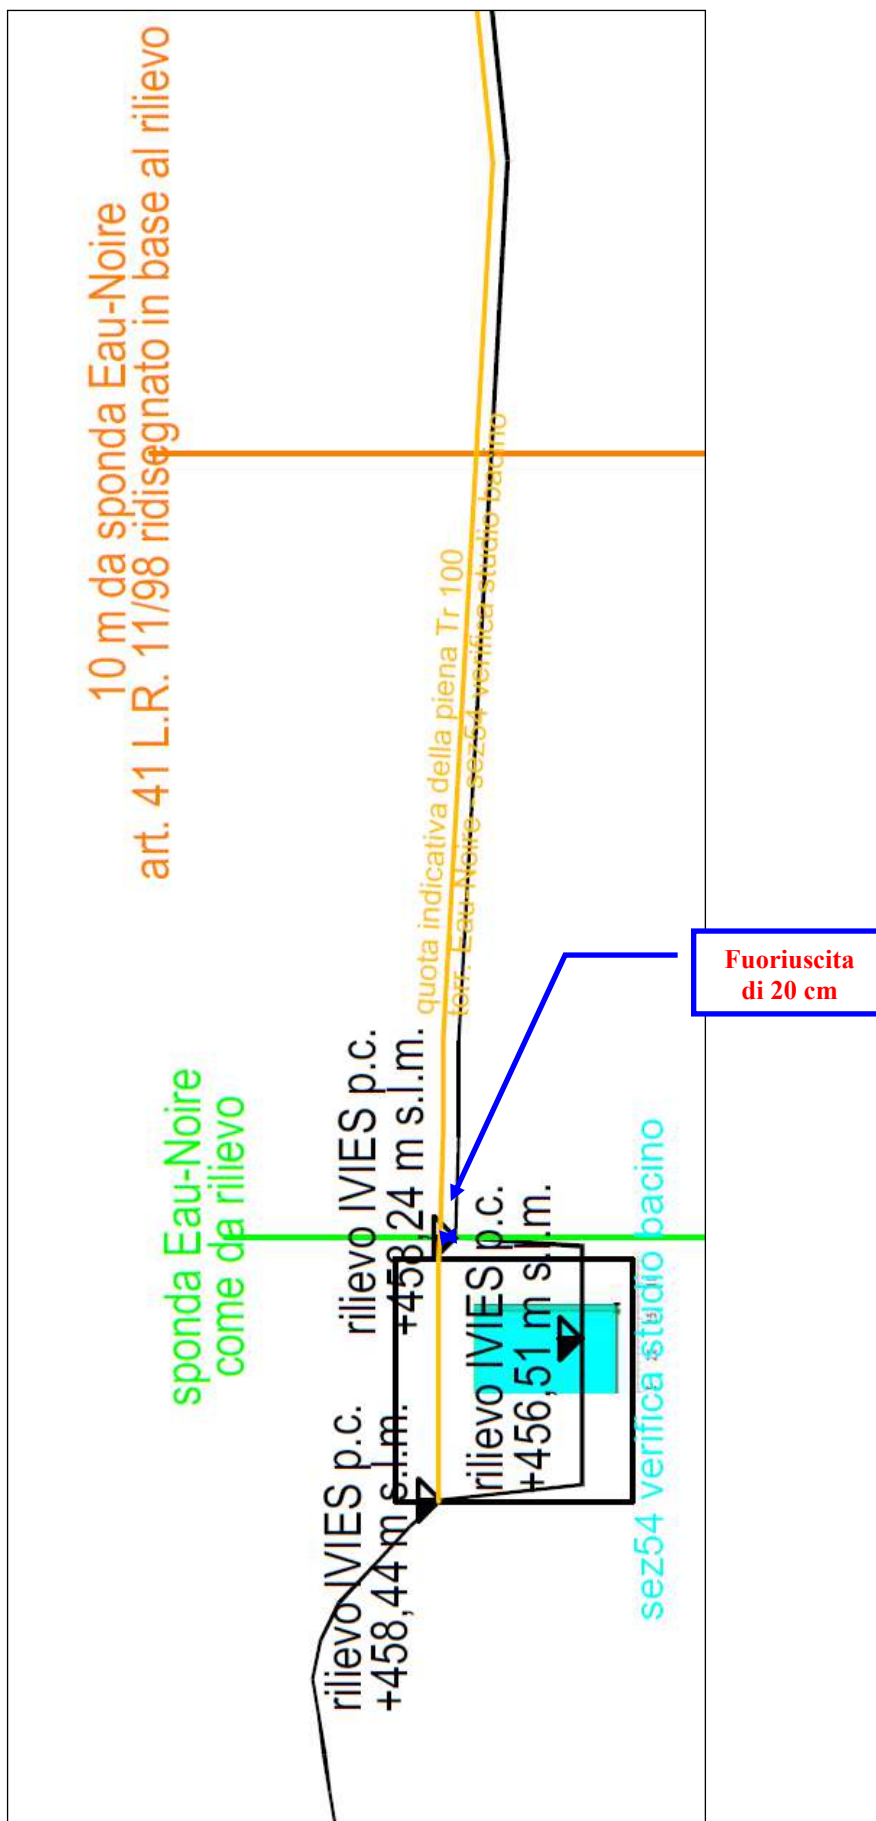 10 m da sponda Eau-Noire
art. 41 L.R. 11/98 ridisegnato in base al rilievo
quota indicativa della piena Tr 100
torr. Eau Noire - sez54 verifica studio bacino
Fuoriuscita
di 20 cm
sponda Eau-Noire
come da rilievo
rilievo IVIES p.c.
+458,24 m s.l.m.
rilievo IVIES p.c.
+456,51 m s.l.m.
rilievo IVIES p.c.
+458,44 m s.l.m.
sez54 verifica studio bacino